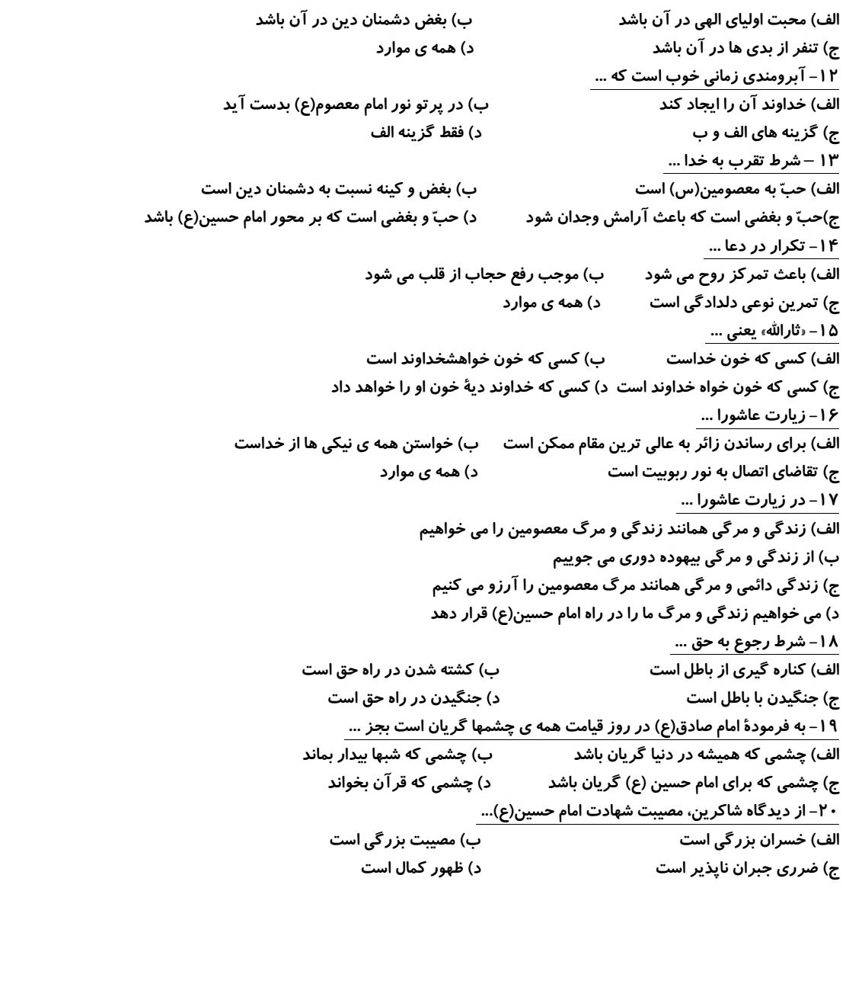 الف) محبت اولیای الهی در آن باشد ب) بغض دشمنان دین در آن باشد
ج) تنفر از بدی ها در آن باشد د) همه ی موارد
۱۲- آبرومندی زمانی خوب است که ...
الف) خداوند آن را ایجاد کند ب) در پرتو نور امام معصوم(ع) بدست آید
ج) گزینه های الف و ب د) فقط گزینه الف
۱۳ – شرط تقرب به خدا ...
الف) حبّ به معصومین(س) است ب) بغض و کینه نسبت به دشمنان دین است
ج)حبّ و بغضی است که باعث آرامش وجدان شود د) حبّ و بغضی است که بر محور امام حسین(ع) باشد
۱۴- تکرار در دعا ...
الف) باعث تمرکز روح می شود ب) موجب رفع حجاب از قلب می شود
ج) تمرین نوعی دلدادگی است د) همه ی موارد
۱۵- «ثارالله» یعنی ...
الف) کسی که خون خداست ب) کسی که خون خواهشخداوند است
ج) کسی که خون خواه خداوند است د) کسی که خداوند دیهٔ خون او را خواهد داد
۱۶- زیارت عاشورا ...
الف) برای رساندن زائر به عالی ترین مقام ممکن است ب) خواستن همه ی نیکی ها از خداست
ج) تقاضای اتصال به نور ربوبیت است د) همه ی موارد
۱۷- در زیارت عاشورا ...
الف) زندگی و مرگی همانند زندگی و مرگ معصومین را می خواهیم
ب) از زندگی و مرگی بیهوده دوری می جوییم
ج) زندگی دائمی و مرگی همانند مرگ معصومین را آرزو می کنیم
د) می خواهیم زندگی و مرگ ما را در راه امام حسین(ع) قرار دهد
۱۸- شرط رجوع به حق ...
الف) کناره گیری از باطل است ب) کشته شدن در راه حق است
ج) جنگیدن با باطل است د) جنگیدن در راه حق است
۱۹- به فرمودهٔ امام صادق(ع) در روز قیامت همه ی چشمها گریان است بجز ...
الف) چشمی که همیشه در دنیا گریان باشد ب) چشمی که شبها بیدار بماند
ج) چشمی که برای امام حسین (ع) گریان باشد د) چشمی که قرآن بخواند
۲۰- از دیدگاه شاکرین، مصیبت شهادت امام حسین(ع)...
الف) خسران بزرگی است ب) مصیبت بزرگی است
ج) ضرری جبران ناپذیر است د) ظهور کمال است